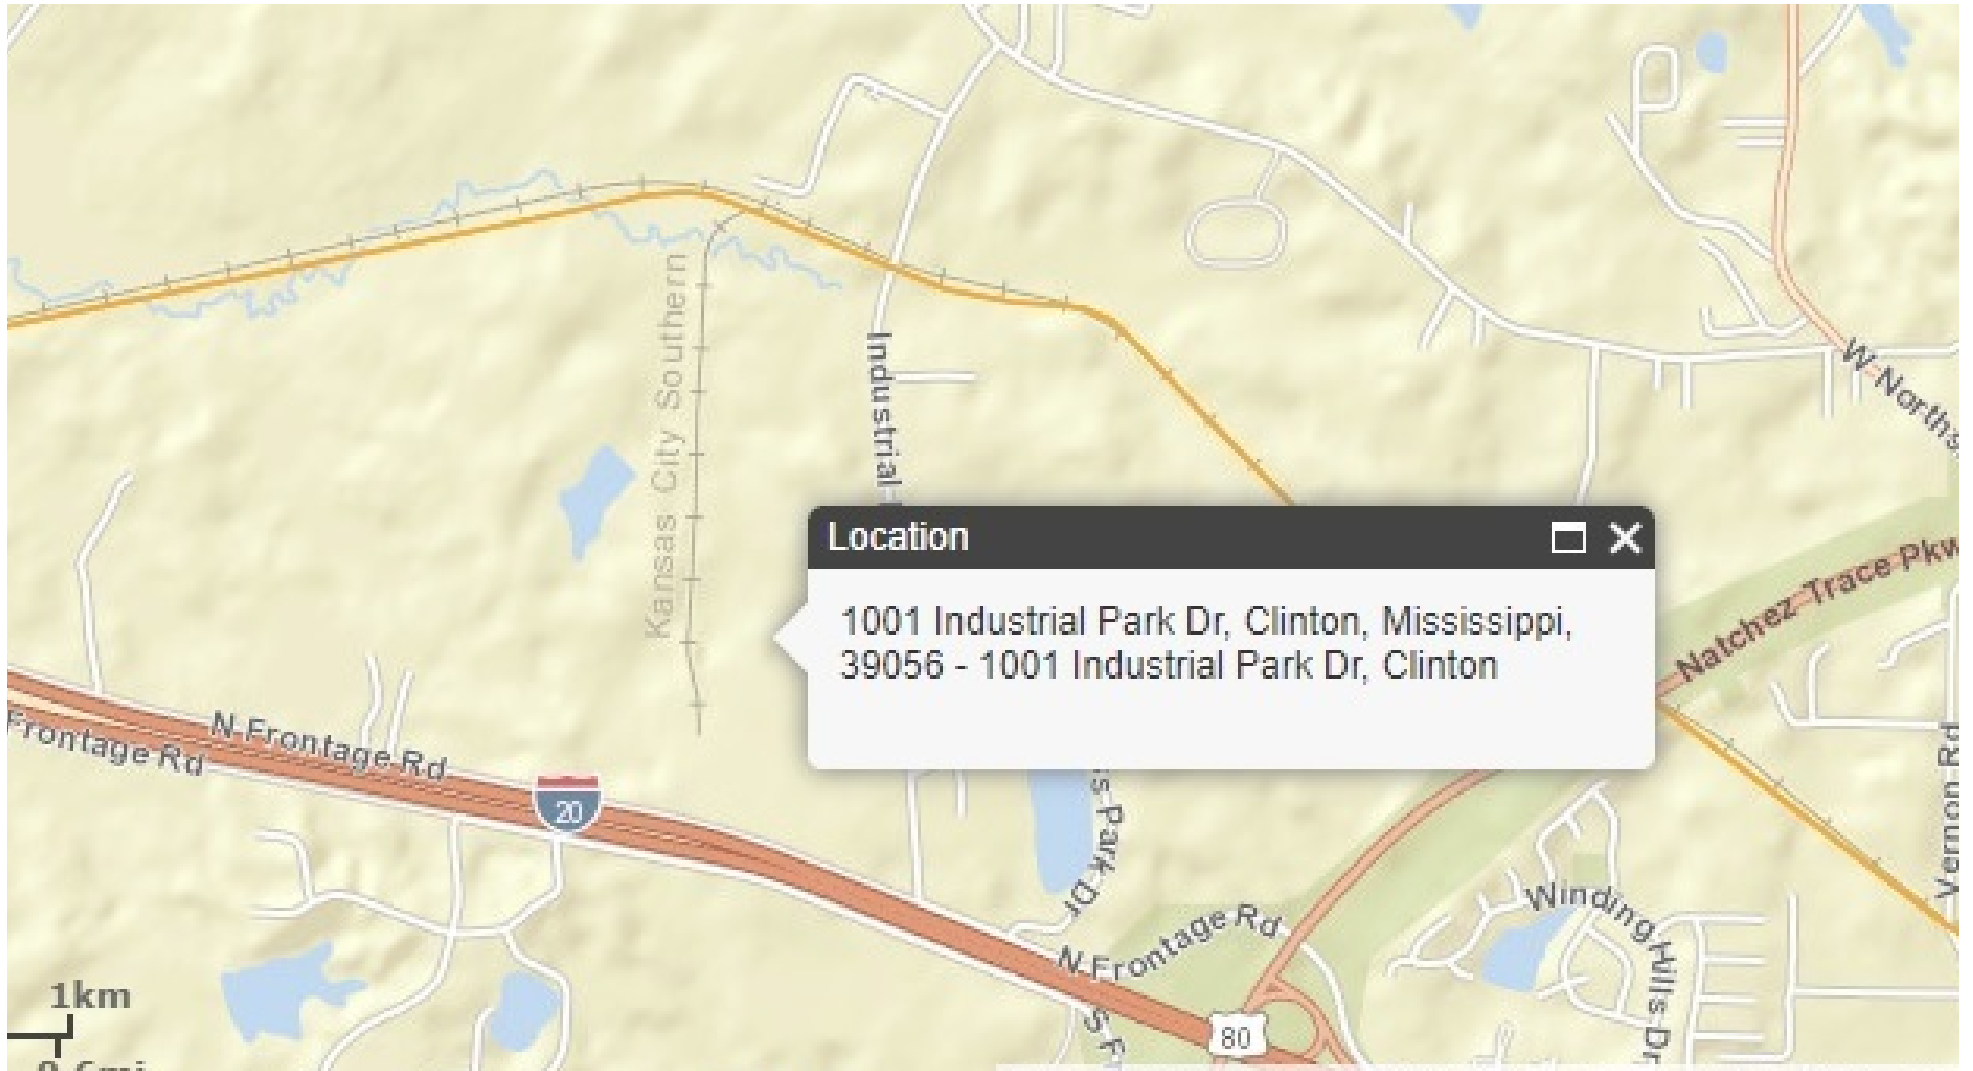 Kansas City Southern
Industrial
W Norths
Location
1001 Industrial Park Dr, Clinton, Mississippi,
39056 - 1001 Industrial Park Dr, Clinton
Natchez Trace Pkw
N Frontage Rd
Frontage Rd
20
ss Park Dr
Vernon Rd
Winding Hills Dr
N Frontage Rd
1km
80
S F